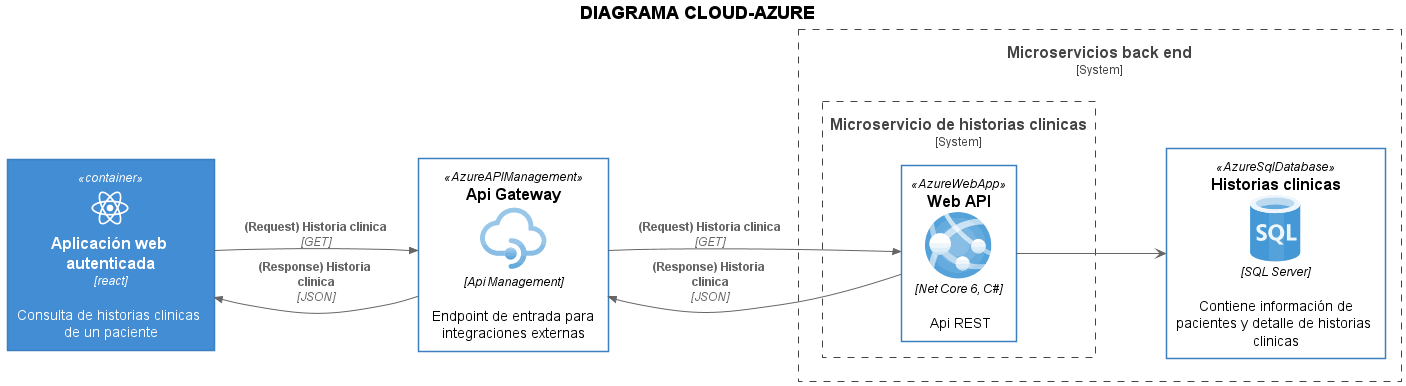 DIAGRAMA CLOUD-AZURE
Microservicios back end
[System]
Microservicio de historias clinicas
[System]
«container»
Aplicación web
autenticada
[react]
Consulta de historias clinicas
de un paciente
(Request) Historia clinica
[GET]
(Response) Historia
clinica
[JSON]
«AzureAPIManagement»
Api Gateway
[Api Management]
Endpoint de entrada para
integraciones externas
(Request) Historia clinica
[GET]
(Response) Historia
clinica
[JSON]
«AzureWebApp»
Web API
[Net Core 6, C#]
Api REST
«AzureSqlDatabase»
Historias clinicas
SQL
[SQL Server]
Contiene información de
pacientes y detalle de historias
clinicas